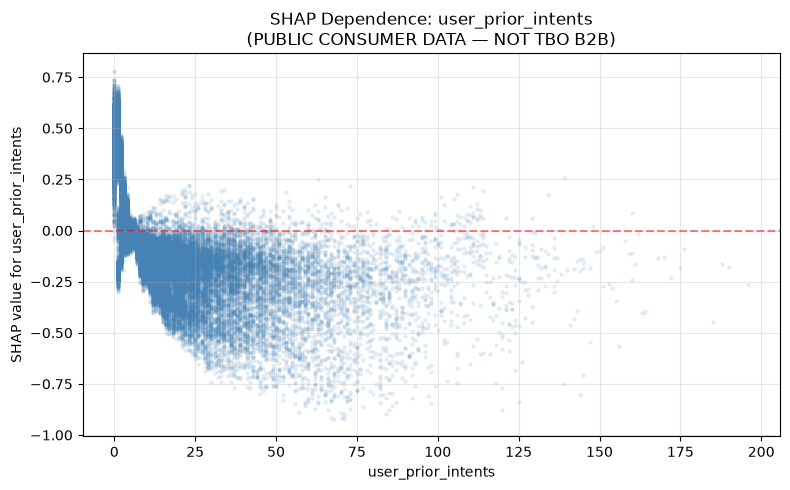 SHAP Dependence: user_prior_intents
(PUBLIC CONSUMER DATA — NOT TBO B2B)
SHAP value for user_prior_intents
0.75
0.50
0.25
0.00
−0.25
−0.50
−0.75
−1.00
0 25 50 75 100 125 150 175 200
user_prior_intents